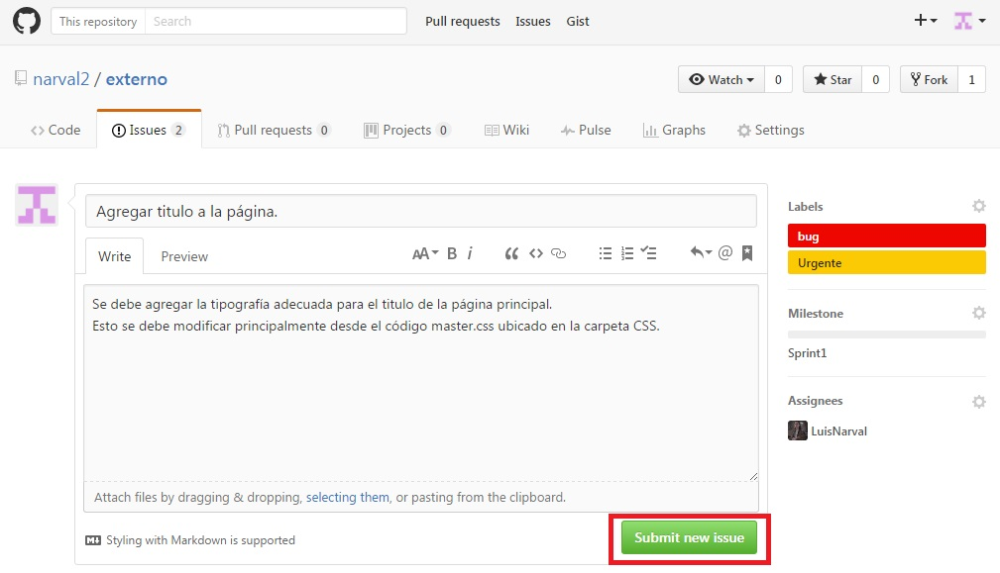 This repository Search Pull requests Issues Gist
narval2 / externo Watch 0 Star 0 Fork 1
Code Issues 2 Pull requests 0 Projects 0 Wiki Pulse Graphs Settings
Agregar titulo a la página.
Write Preview AA B i
Se debe agregar la tipografía adecuada para el titulo de la página principal.
Esto se debe modificar principalmente desde el código master.css ubicado en la carpeta CSS.
Attach files by dragging & dropping, selecting them, or pasting from the clipboard.
Styling with Markdown is supported
Submit new issue
Labels
bug
Urgente
Milestone
Sprint1
Assignees
LuisNarval